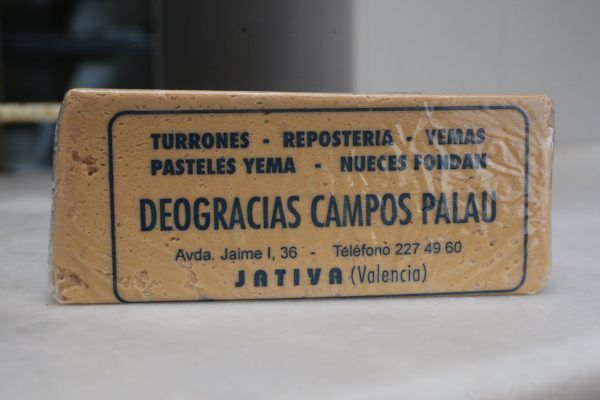 TURRONES - REPOSTERIA - YEMAS
PASTELES YEMA - NUECES FONDAN
DEOGRACIAS CAMPOS PALAU
Avda. Jaime I, 36 - Teléfono 227 49 60
JATIVA (Valencia)